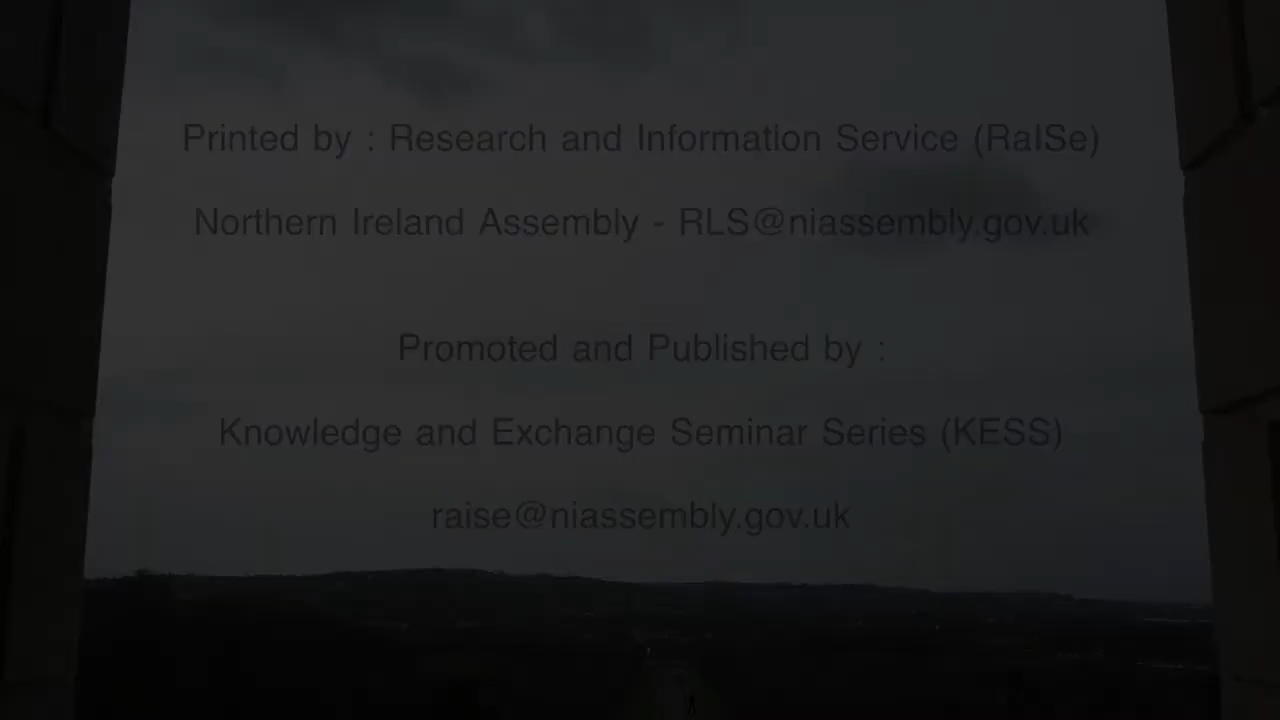 Printed by : Research and Information Service (RaISe)
Northern Ireland Assembly - RLS@niassembly.gov.uk
Promoted and Published by :
Knowledge and Exchange Seminar Series (KESS)
raise@niassembly.gov.uk